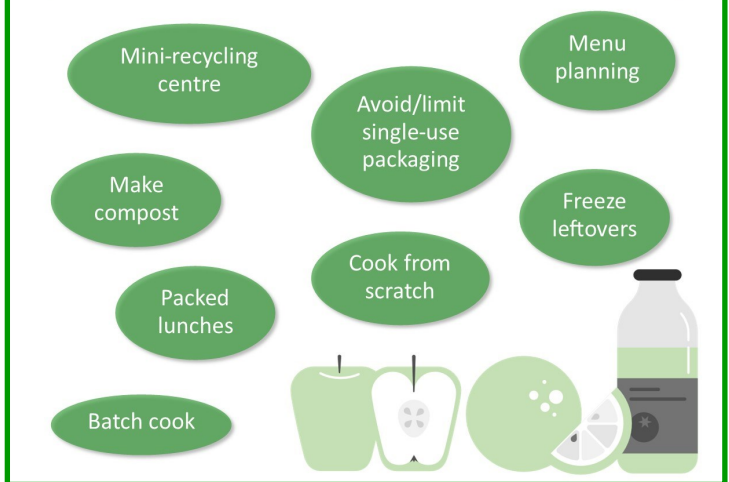 Mini-recycling
centre
Avoid/limit
single-use
packaging
Menu
planning
Make
compost
Freeze
leftovers
Cook from
scratch
Packed
lunches
Batch cook